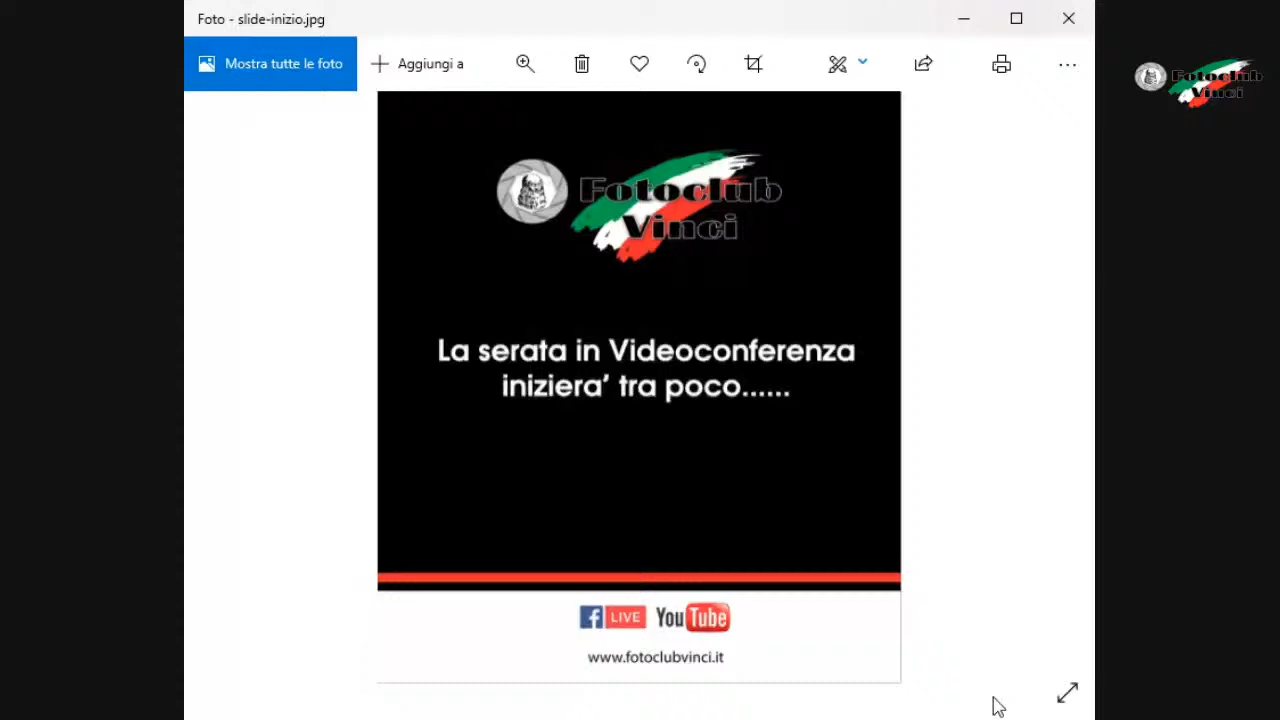 Foto - slide-inizio.jpg
Mostra tutte le foto
Aggiungi a
Fotoclub
Vinci
Fotoclub
Vinci
La serata in Videoconferenza
iniziera’ tra poco......
f LIVE YouTube
www.fotoclubvinci.it